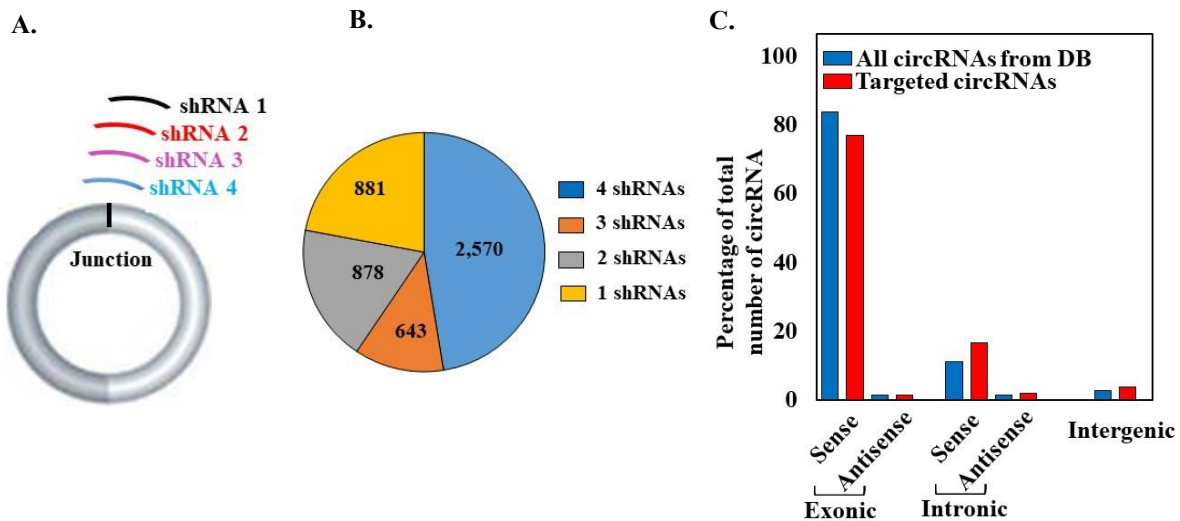 A.
shRNA 1
shRNA 2
shRNA 3
shRNA 4
Junction
B.
881
2,570
878
643
4 shRNAs
3 shRNAs
2 shRNAs
1 shRNAs
C.
Percentage of total
number of circRNA
100
80
60
40
20
0
All circRNAs from DB
Targeted circRNAs
Sense
Antisense
Sense
Antisense
Intergenic
Exonic
Intronic